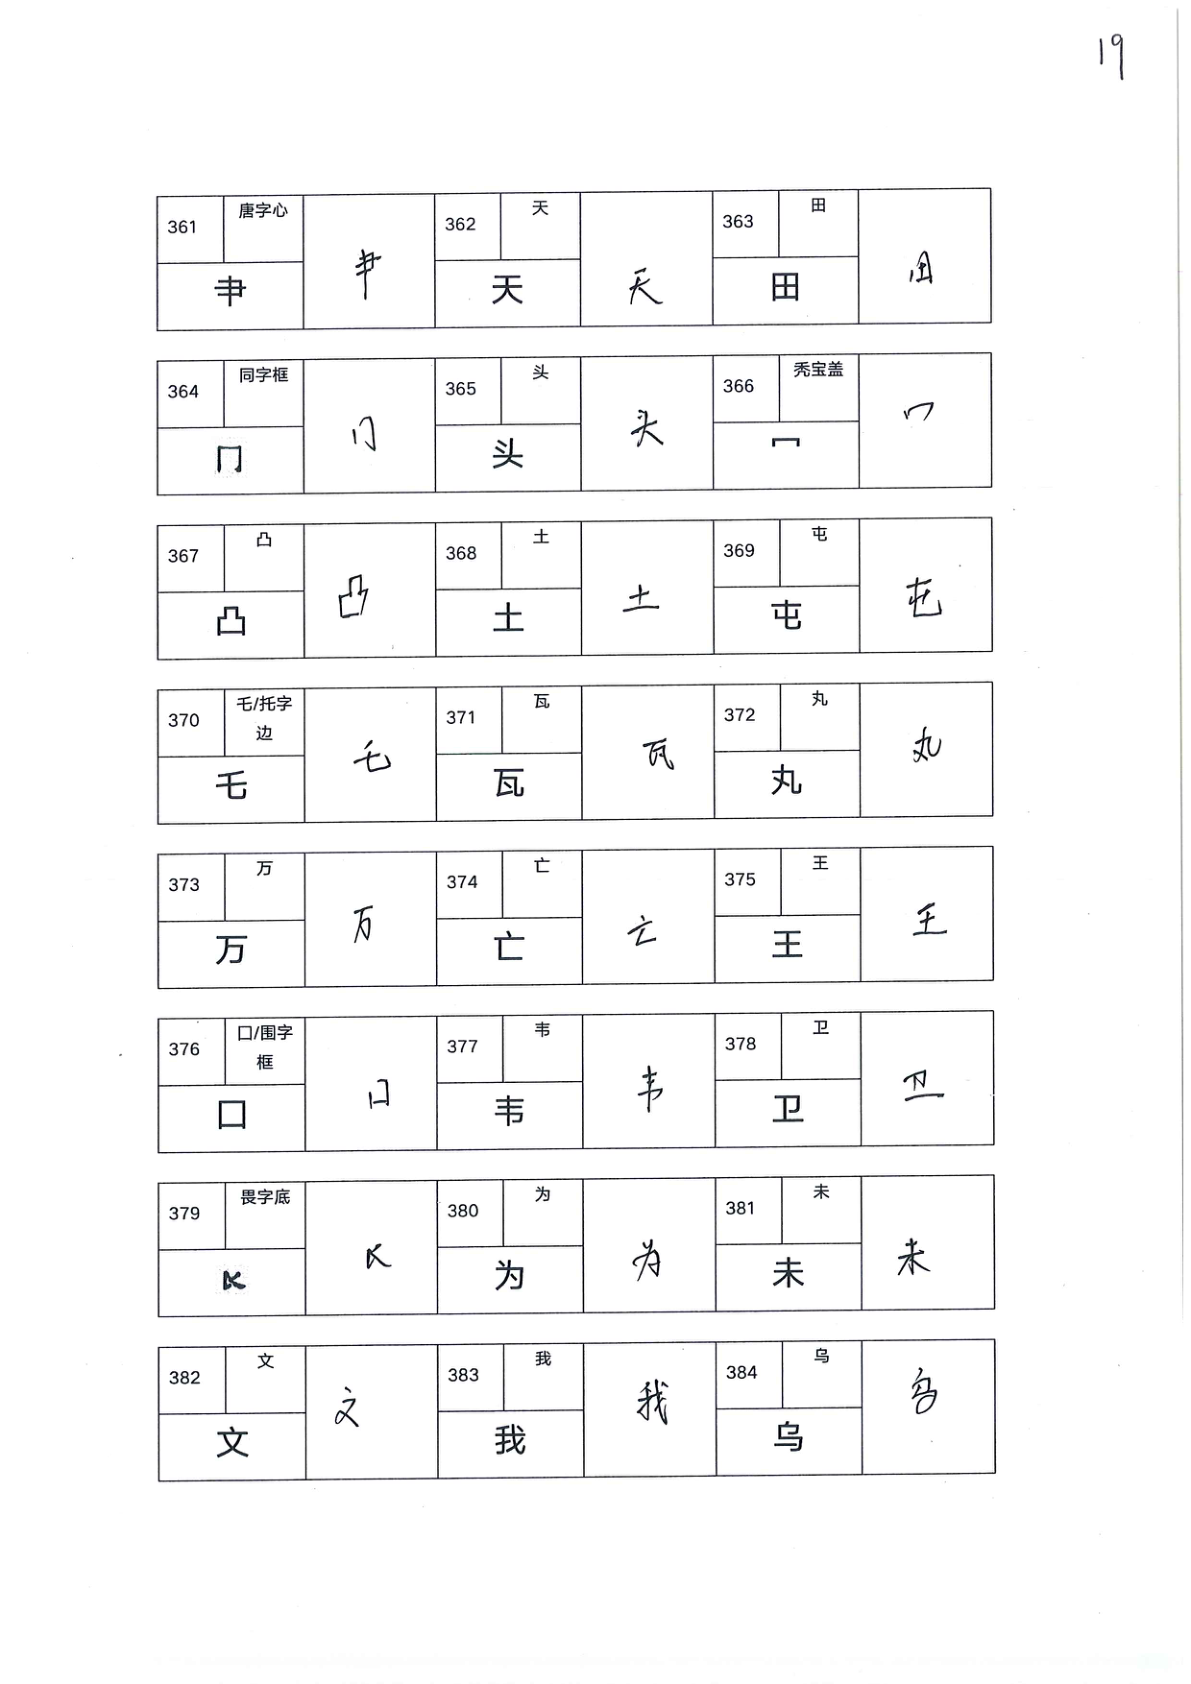 19
361 唐字心 肀 肀 362 天 天 天 363 田 田 田
364 同字框 冂 冂 365 头 头 头 366 秃宝盖 冖 冖
367 凸 凸 凸 368 土 土 土 369 屯 屯 屯
370 乇/托字边 乇 乇 371 瓦 瓦 瓦 372 丸 丸 丸
373 万 万 万 374 亡 亡 亡 375 王 王 王
376 囗/围字框 囗 囗 377 韦 韦 韦 378 卫 卫 卫
379 畏字底 380 为 为 为 381 未 未 未
382 文 文 文 383 我 我 我 384 乌 乌 乌